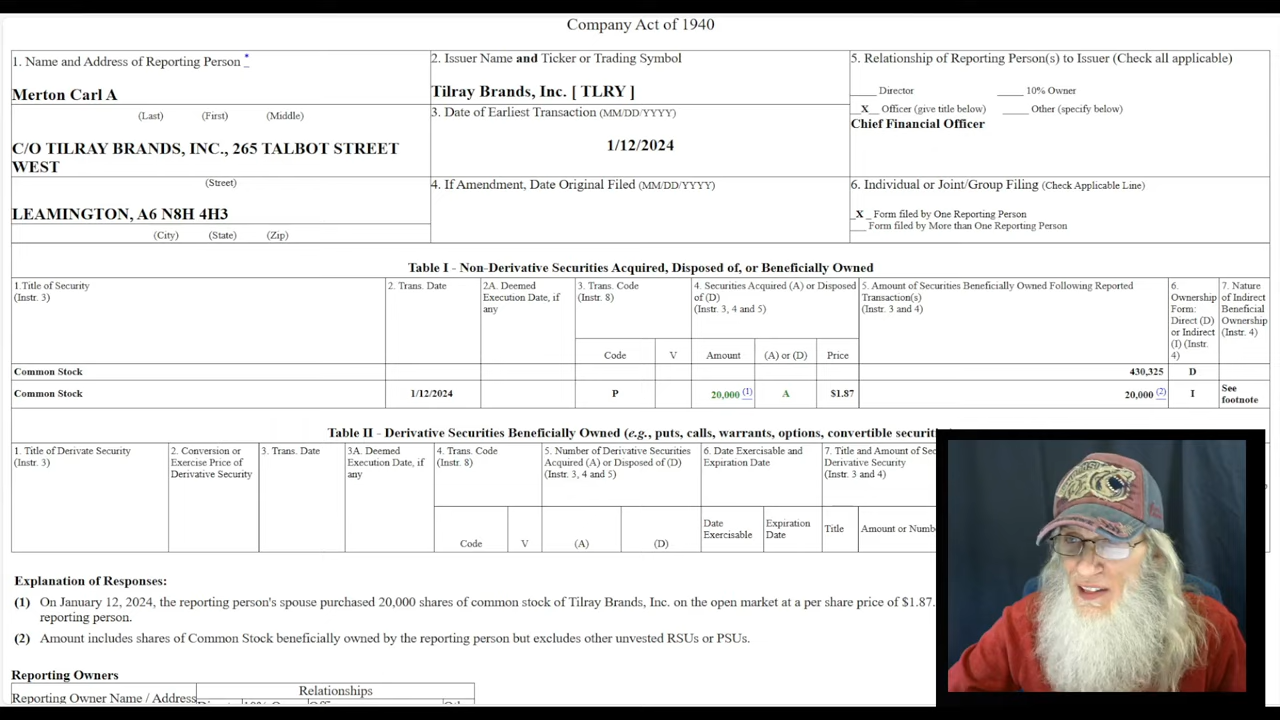 Company Act of 1940
1. Name and Address of Reporting Person *
Merton Carl A
(Last) (First) (Middle)
C/O TILRAY BRANDS, INC., 265 TALBOT STREET
WEST
(Street)
LEAMINGTON, A6 N8H 4H3
(City) (State) (Zip)
2. Issuer Name and Ticker or Trading Symbol
Tilray Brands, Inc. [ TLRY ]
3. Date of Earliest Transaction (MM/DD/YYYY)
1/12/2024
4. If Amendment, Date Original Filed (MM/DD/YYYY)
5. Relationship of Reporting Person(s) to Issuer (Check all applicable)
_____ Director _____ 10% Owner
__X__ Officer (give title below) _____ Other (specify below)
Chief Financial Officer
6. Individual or Joint/Group Filing (Check Applicable Line)
_X _ Form filed by One Reporting Person
___ Form filed by More than One Reporting Person
Table I - Non-Derivative Securities Acquired, Disposed of, or Beneficially Owned
1.Title of Security
(Instr. 3)
2. Trans. Date
2A. Deemed
Execution Date, if
any
3. Trans. Code
(Instr. 8)
4. Securities Acquired (A) or Disposed
of (D)
(Instr. 3, 4 and 5)
5. Amount of Securities Beneficially Owned Following Reported
Transaction(s)
(Instr. 3 and 4)
6.
Ownership
Form:
Direct (D)
or Indirect
(I) (Instr.
4)
7. Nature
of Indirect
Beneficial
Ownership
(Instr. 4)
Code V Amount (A) or (D) Price
Common Stock 430,325 D
Common Stock 1/12/2024 P 20,000 (1) A $1.87 20,000 (2) I See
footnote
Table II - Derivative Securities Beneficially Owned (e.g., puts, calls, warrants, options, convertible
1. Title of Derivate Security
(Instr. 3)
2. Conversion or
Exercise Price of
Derivative Security
3. Trans. Date
3A. Deemed
Execution Date, if
any
4. Trans. Code
(Instr. 8)
5. Number of Derivative Securities
Acquired (A) or Disposed of (D)
(Instr. 3, 4 and 5)
6. Date Exercisable and
Expiration Date
7. Title and Amount of
Derivative Security
(Instr. 3 and 4)
Code V (A) (D)
Date
Exercisable
Expiration
Date
Title
Amount or
Explanation of Responses:
(1) On January 12, 2024, the reporting person's spouse purchased 20,000 shares of common stock of Tilray Brands, Inc. on the open market at a per share price of $1.87.
reporting person.
(2) Amount includes shares of Common Stock beneficially owned by the reporting person but excludes other unvested RSUs or PSUs.
Reporting Owners
Reporting Owner Name / Address
Relationships